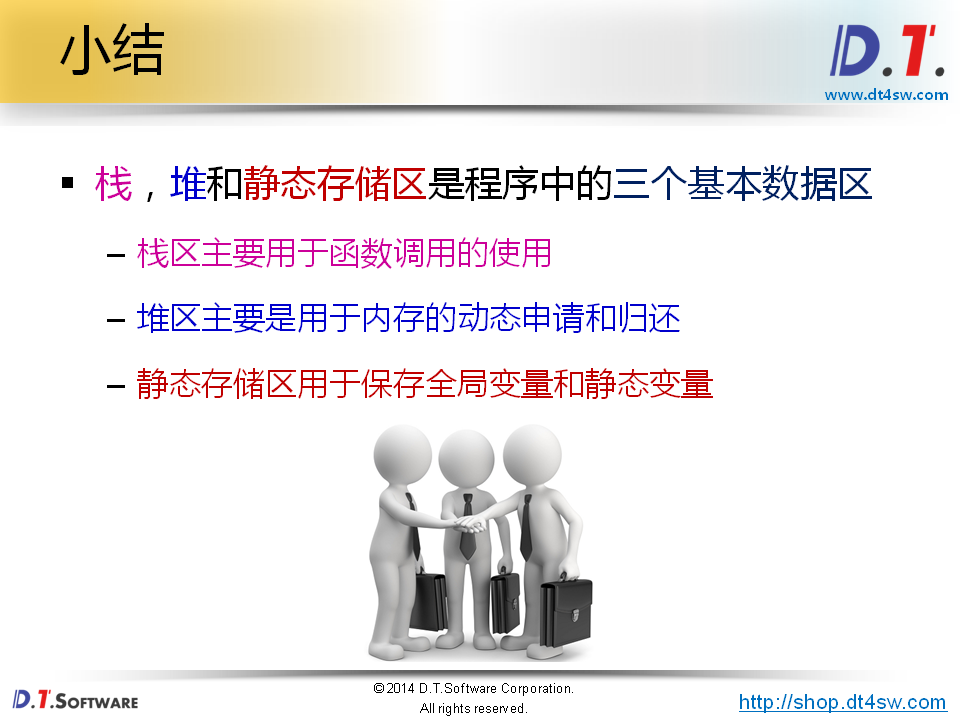 小结
D.T.
www.dt4sw.com
▪ 栈，堆和静态存储区是程序中的三个基本数据区
– 栈区主要用于函数调用的使用
– 堆区主要是用于内存的动态申请和归还
– 静态存储区用于保存全局变量和静态变量
D.T.SOFTWARE
©2014 D.T.Software Corporation.
All rights reserved.
http://shop.dt4sw.com